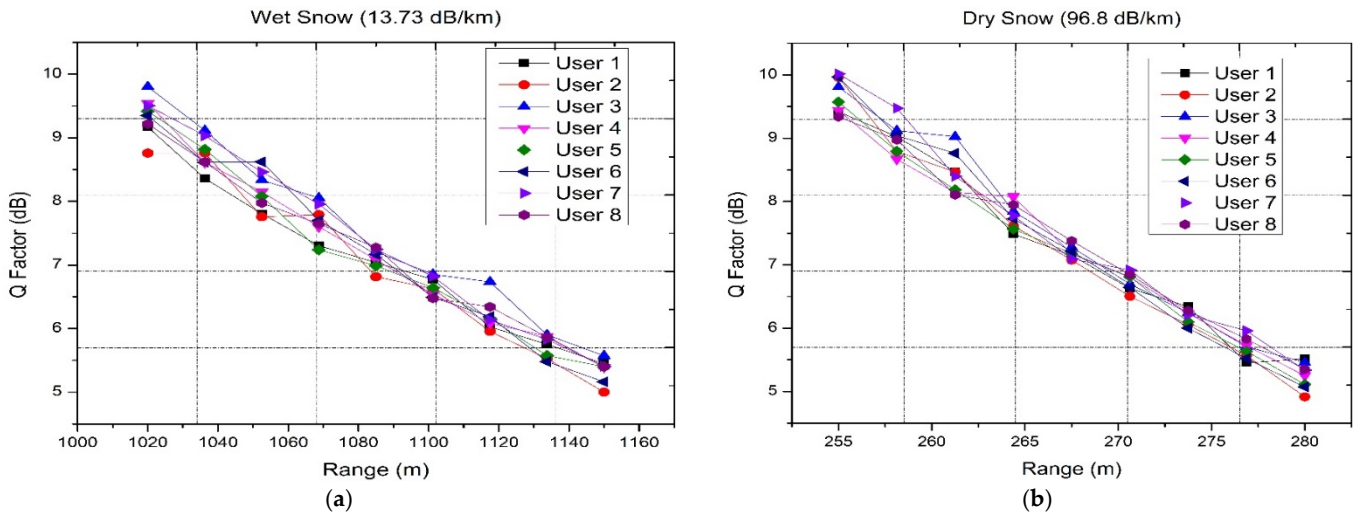 Wet Snow (13.73 dB/km)
Q Factor (dB)
10
9
8
7
6
5
User 1
User 2
User 3
User 4
User 5
User 6
User 7
User 8
1000 1020 1040 1060 1080 1100 1120 1140 1160
Range (m)
(a)
Dry Snow (96.8 dB/km)
Q Factor (dB)
10
9
8
7
6
5
User 1
User 2
User 3
User 4
User 5
User 6
User 7
User 8
255 260 265 270 275 280
Range (m)
(b)